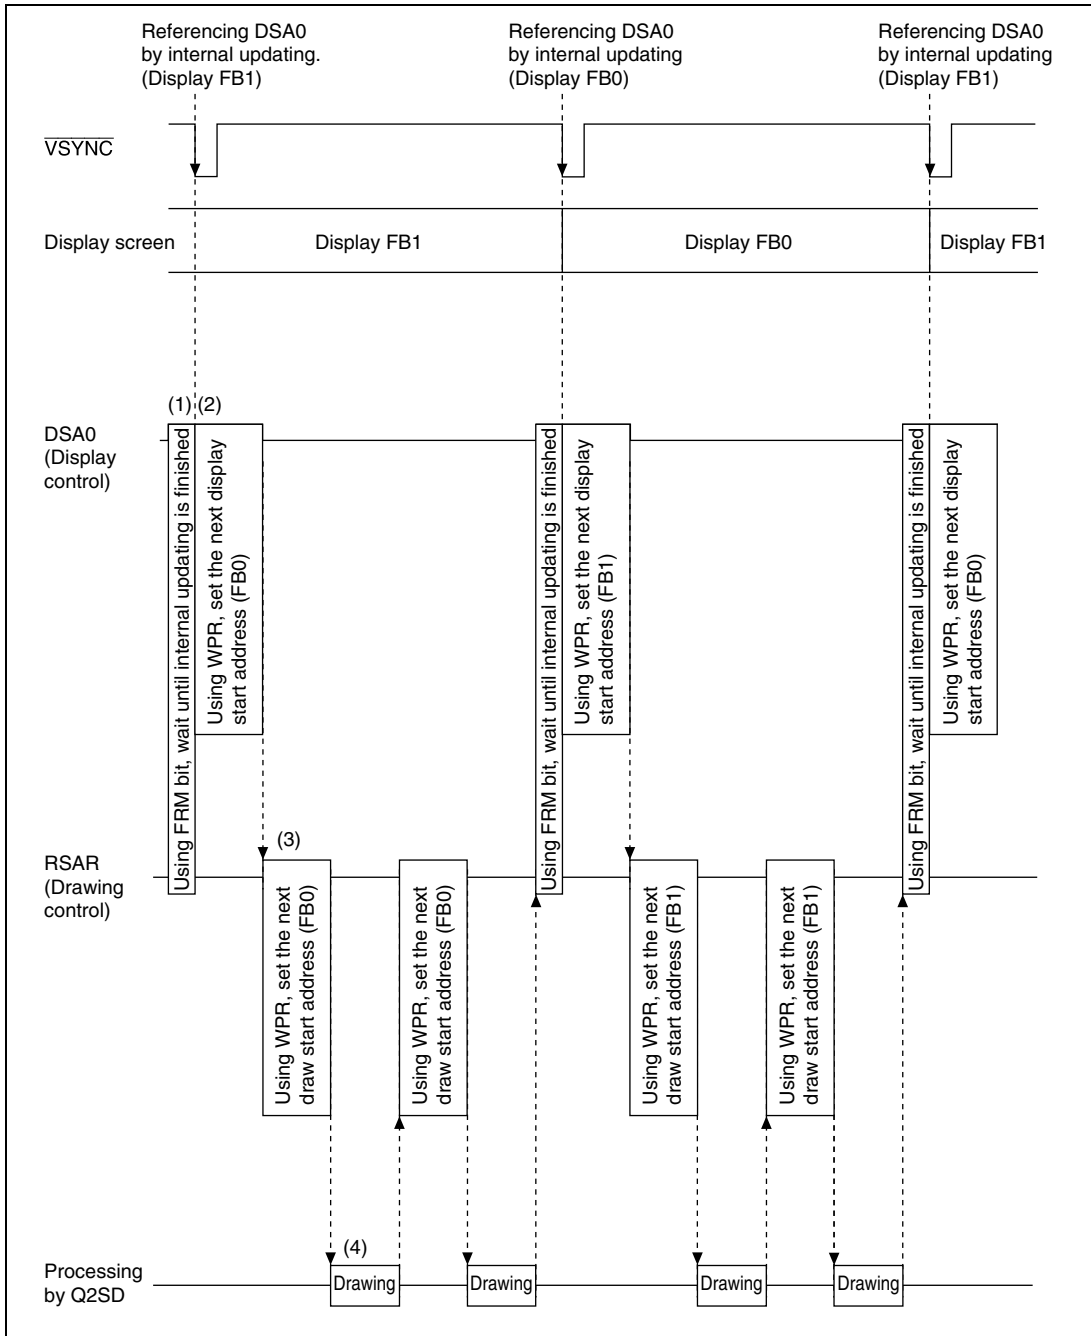 Referencing DSA0
by internal updating.
(Display FB1)
Referencing DSA0
by internal updating
(Display FB0)
Referencing DSA0
by internal updating
(Display FB1)
VSYNC
Display screen
Display FB1
Display FB0
Display FB1
(1)
(2)
DSA0
(Display
control)
Using FRM bit, wait until internal updating is finished
Using WPR, set the next display
start address (FB0)
Using FRM bit, wait until internal updating is finished
Using WPR, set the next display
start address (FB1)
Using FRM bit, wait until internal updating is finished
Using WPR, set the next display
start address (FB0)
RSAR
(Drawing
control)
(3)
Using WPR, set the next
draw start address (FB0)
Using WPR, set the next
draw start address (FB0)
Using WPR, set the next
draw start address (FB1)
Using WPR, set the next
draw start address (FB1)
Processing
by Q2SD
(4)
Drawing
Drawing
Drawing
Drawing